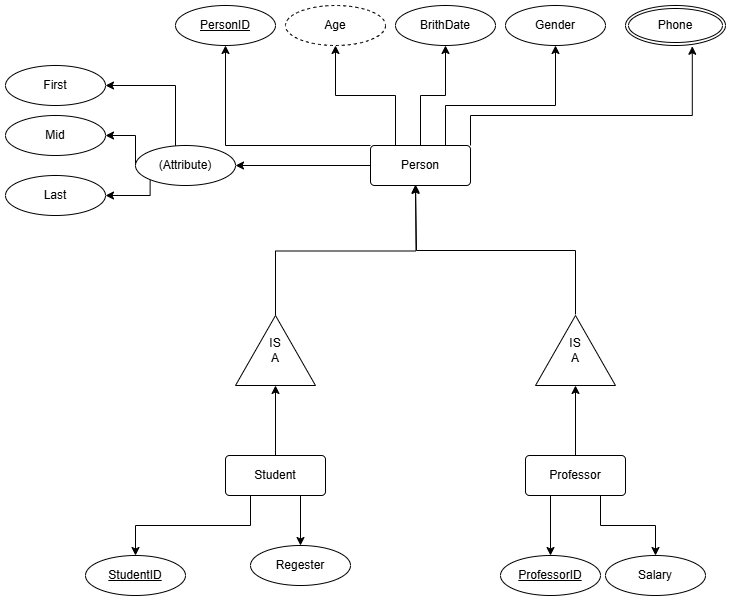 PersonID
Age
BrithDate
Gender
Phone
First
Mid
Last
(Attribute)
Person
IS
A
IS
A
Student
Professor
StudentID
Regester
ProfessorID
Salary